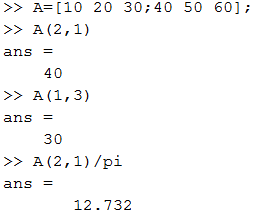 >> A=[10 20 30;40 50 60];
>> A(2,1)
ans =
40
>> A(1,3)
ans =
30
>> A(2,1)/pi
ans =
12.732